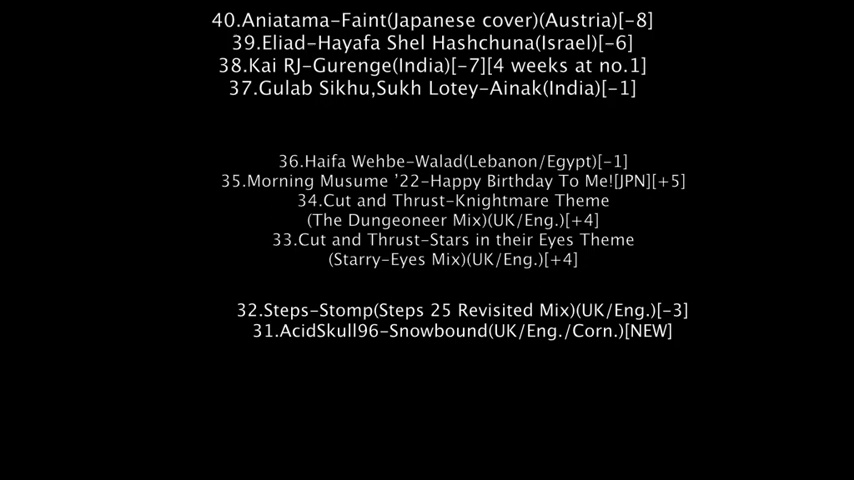 40.Aniatama-Faint(Japanese cover)(Austria)[-8]
39.Eliad-Hayafa Shel Hashchuna(Israel)[-6]
38.Kai RJ-Gurenge(India)[-7][4 weeks at no.1]
37.Gulab Sikhu,Sukh Lotey-Ainak(India)[-1]
36.Haifa Wehbe-Walad(Lebanon/Egypt)[-1]
35.Morning Musume ’22-Happy Birthday To Me![JPN][+5]
34.Cut and Thrust-Knightmare Theme
(The Dungeoneer Mix)(UK/Eng.)[+4]
33.Cut and Thrust-Stars in their Eyes Theme
(Starry-Eyes Mix)(UK/Eng.)[+4]
32.Steps-Stomp(Steps 25 Revisited Mix)(UK/Eng.)[-3]
31.AcidSkull96-Snowbound(UK/Eng./Corn.)[NEW]